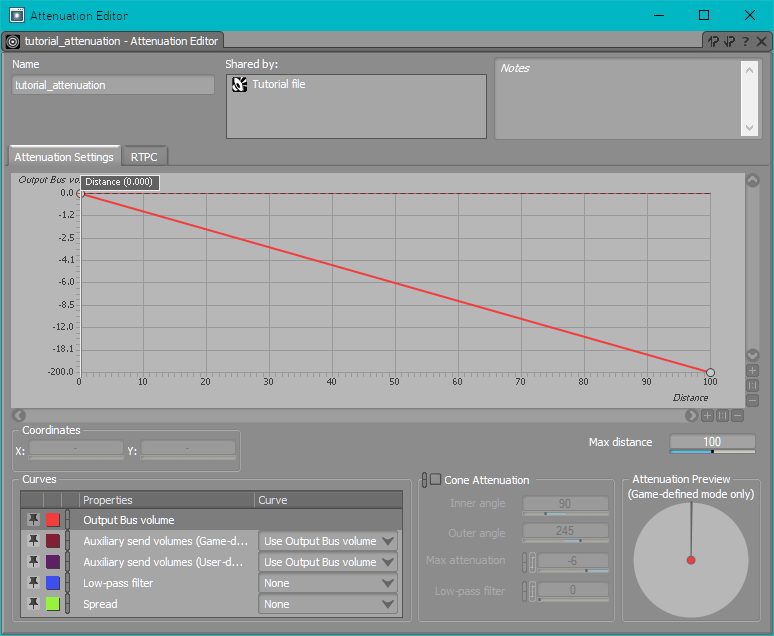 Attenuation Editor
tutorial_attenuation - Attenuation Editor
Name
Shared by:
tutorial_attenuation
Tutorial file
Notes
Attenuation Settings
RTPC
Output Bus vo
Distance (0.000)
0.0
-1.2
-2.5
-4.1
-6.0
-8.5
-12.0
-18.1
-200.0
0 10 20 30 40 50 60 70 80 90 100
Distance
Coordinates
X: - Y: -
Max distance 100
Curves
Properties Curve
Output Bus volume
Auxiliary send volumes (Game-d... Use Output Bus volume
Auxiliary send volumes (User-d... Use Output Bus volume
Low-pass filter None
Spread None
Cone Attenuation
Inner angle 90
Outer angle 245
Max attenuation -6
Low-pass filter 0
Attenuation Preview
(Game-defined mode only)